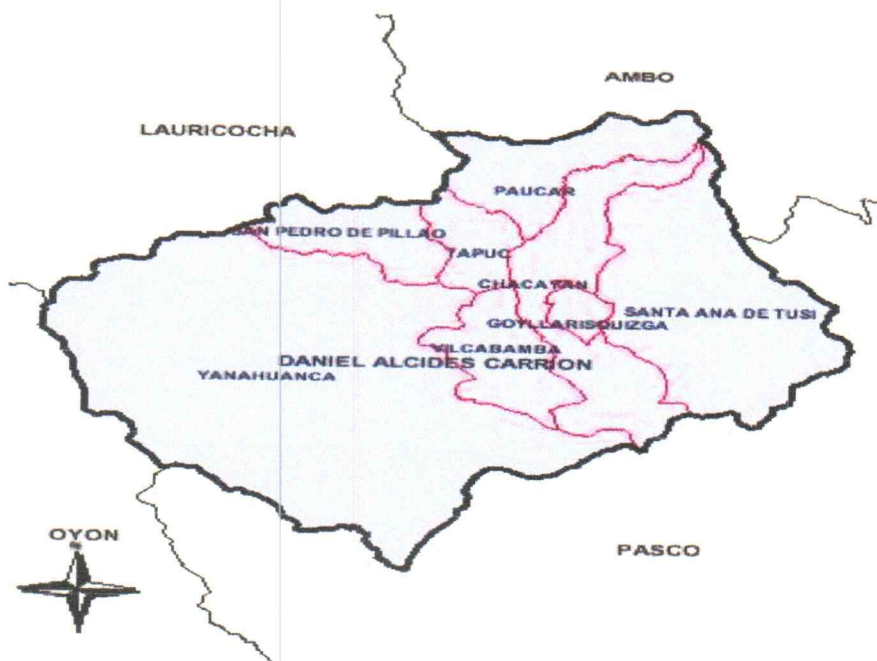 AMBO
LAURICOCHA
PAUCAR
SAN PEDRO DE PILLAO
TAPUC
CHACAYAN
SANTA ANA DE TUSI
GOYLLARISQUIZGA
VILCABAMBA
DANIEL ALCIDES CARRION
YANAHUANCA
OYON
N
PASCO